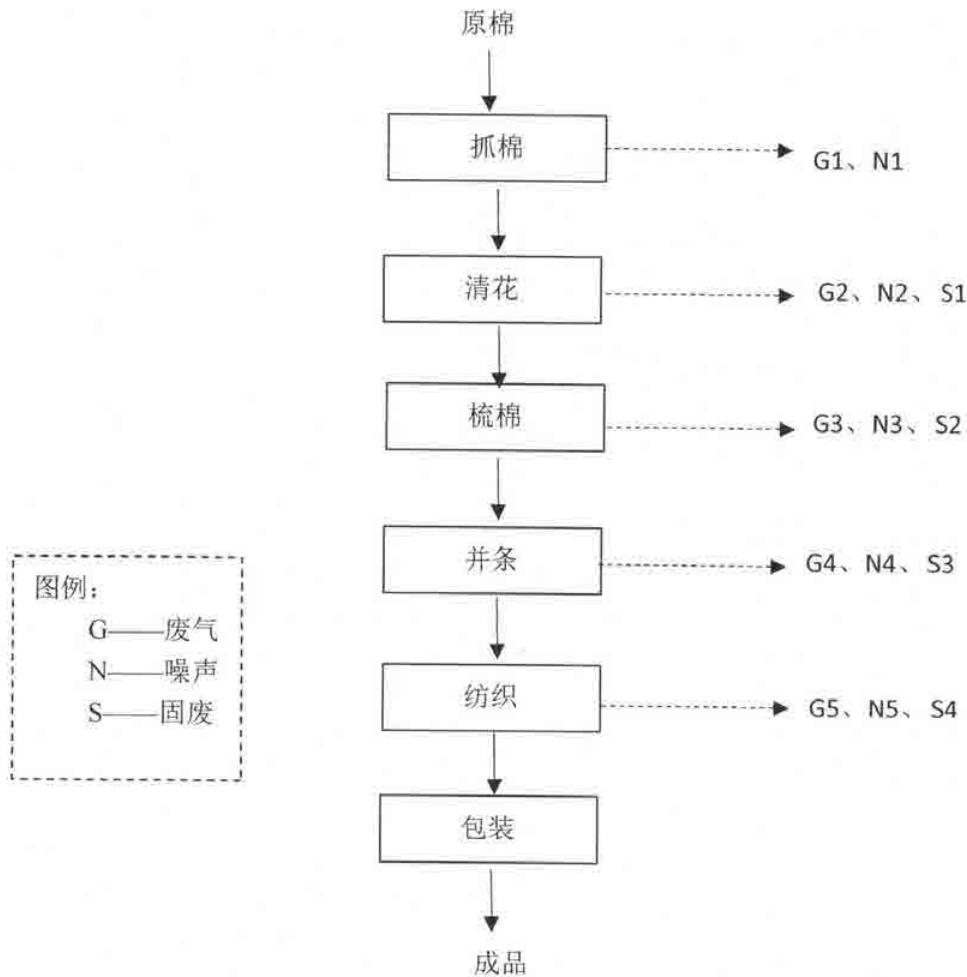 原棉
抓棉
G1、N1
清花
G2、N2、S1
梳棉
G3、N3、S2
并条
G4、N4、S3
图例：
G——废气
N——噪声
S——固废
纺织
G5、N5、S4
包装
成品